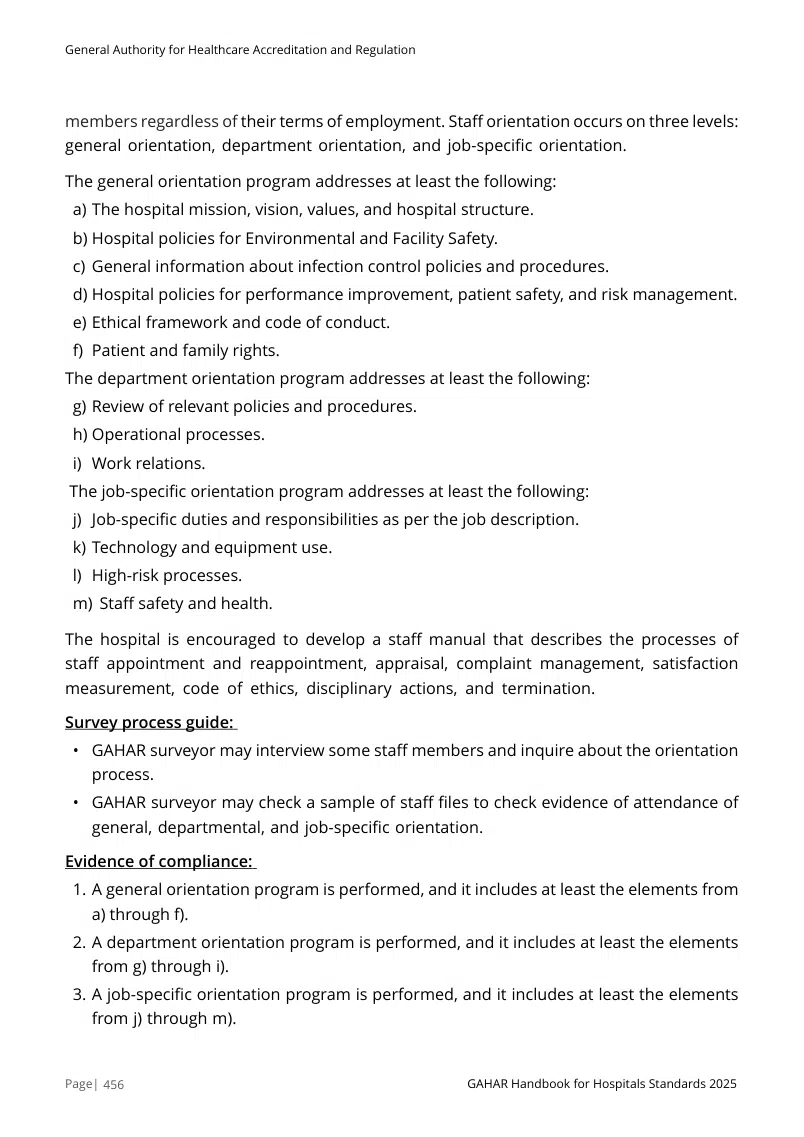 General Authority for Healthcare Accreditation and Regulation
members regardless of their terms of employment. Staff orientation occurs on three levels:
general orientation, department orientation, and job-specific orientation.
The general orientation program addresses at least the following:
a) The hospital mission, vision, values, and hospital structure.
b) Hospital policies for Environmental and Facility Safety.
c) General information about infection control policies and procedures.
d) Hospital policies for performance improvement, patient safety, and risk management.
e) Ethical framework and code of conduct.
f) Patient and family rights.
The department orientation program addresses at least the following:
g) Review of relevant policies and procedures.
h) Operational processes.
i) Work relations.
The job-specific orientation program addresses at least the following:
j) Job-specific duties and responsibilities as per the job description.
k) Technology and equipment use.
l) High-risk processes.
m) Staff safety and health.
The hospital is encouraged to develop a staff manual that describes the processes of
staff appointment and reappointment, appraisal, complaint management, satisfaction
measurement, code of ethics, disciplinary actions, and termination.
Survey process guide:
• GAHAR surveyor may interview some staff members and inquire about the orientation
process.
• GAHAR surveyor may check a sample of staff files to check evidence of attendance of
general, departmental, and job-specific orientation.
Evidence of compliance:
1. A general orientation program is performed, and it includes at least the elements from
a) through f).
2. A department orientation program is performed, and it includes at least the elements
from g) through i).
3. A job-specific orientation program is performed, and it includes at least the elements
from j) through m).
Page| 456
GAHAR Handbook for Hospitals Standards 2025